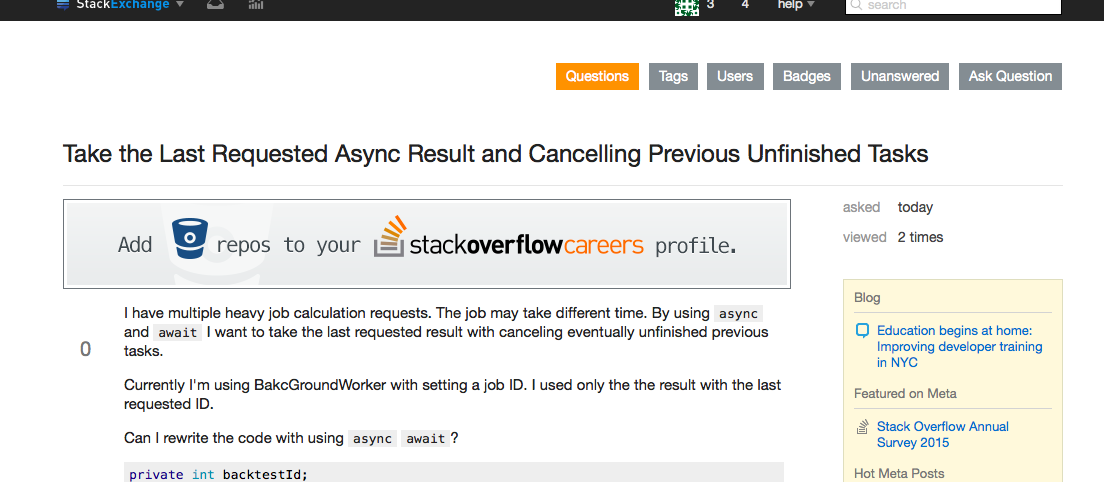 StackExchange
3 4 help search
Questions Tags Users Badges Unanswered Ask Question
Take the Last Requested Async Result and Cancelling Previous Unfinished Tasks
Add repos to your stackoverflowcareers profile.
asked today
viewed 2 times
0
I have multiple heavy job calculation requests. The job may take different time. By using async
and await I want to take the last requested result with canceling eventually unfinished previous
tasks.
Currently I'm using BakcGroundWorker with setting a job ID. I used only the the result with the last
requested ID.
Can I rewrite the code with using async await?
private int backtestId;
Blog
Education begins at home:
Improving developer training
in NYC
Featured on Meta
Stack Overflow Annual
Survey 2015
Hot Meta Posts